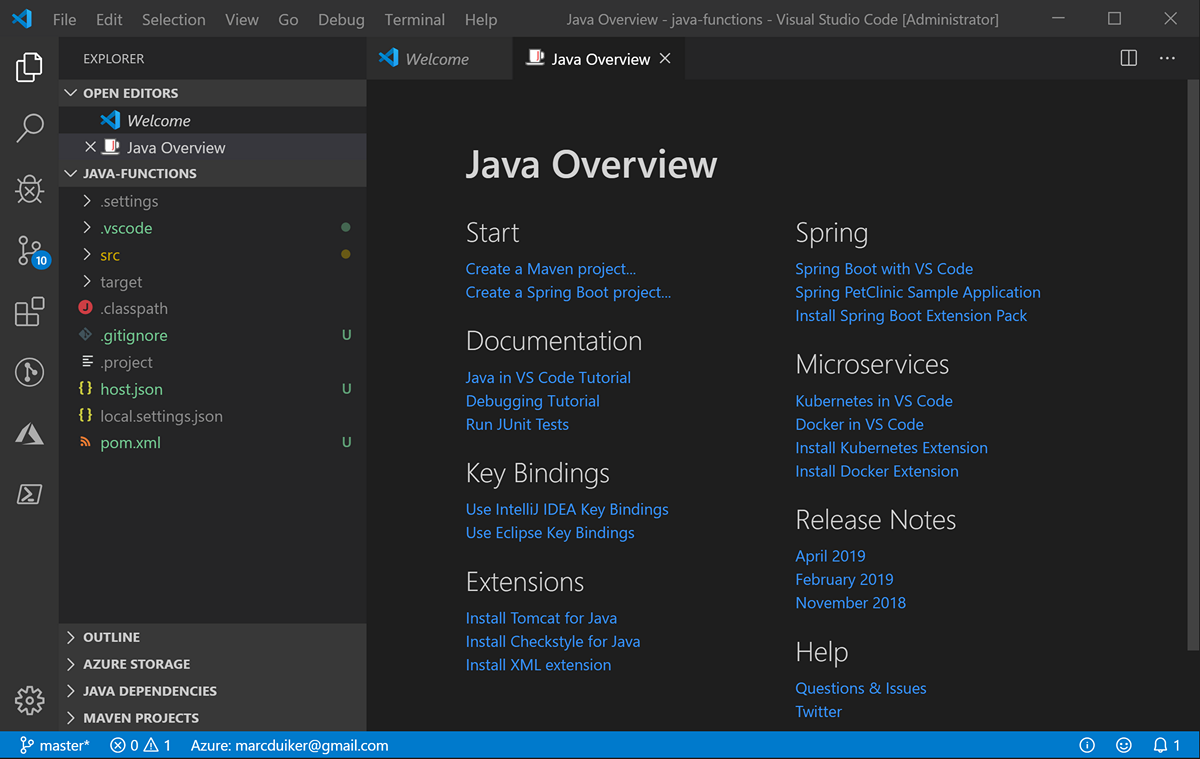 File Edit Selection View Go Debug Terminal Help Java Overview - java-functions - Visual Studio Code [Administrator]
EXPLORER
Welcome
Java Overview
OPEN EDITORS
Welcome
Java Overview
JAVA-FUNCTIONS
.settings
.vscode
src
10
target
J .classpath
.gitignore U
.project
{} host.json U
{} local.settings.json
pom.xml U
OUTLINE
AZURE STORAGE
JAVA DEPENDENCIES
MAVEN PROJECTS
Java Overview
Start
Create a Maven project...
Create a Spring Boot project...
Documentation
Java in VS Code Tutorial
Debugging Tutorial
Run JUnit Tests
Key Bindings
Use IntelliJ IDEA Key Bindings
Use Eclipse Key Bindings
Extensions
Install Tomcat for Java
Install Checkstyle for Java
Install XML extension
Spring
Spring Boot with VS Code
Spring PetClinic Sample Application
Install Spring Boot Extension Pack
Microservices
Kubernetes in VS Code
Docker in VS Code
Install Kubernetes Extension
Install Docker Extension
Release Notes
April 2019
February 2019
November 2018
Help
Questions & Issues
Twitter
master* 0 1 Azure: marcduiker@gmail.com 1